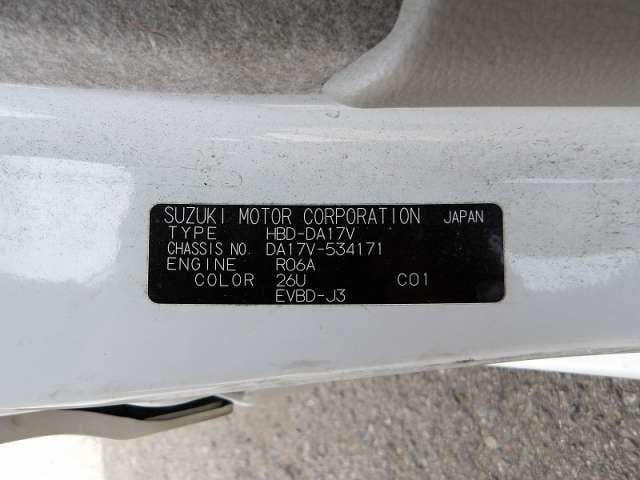 SUZUKI MOTOR CORPORATION JAPAN
TYPE HBD-DA17V
CHASSIS NO. DA17V-534171
ENGINE R06A
COLOR 26U C01
EVBD-J3